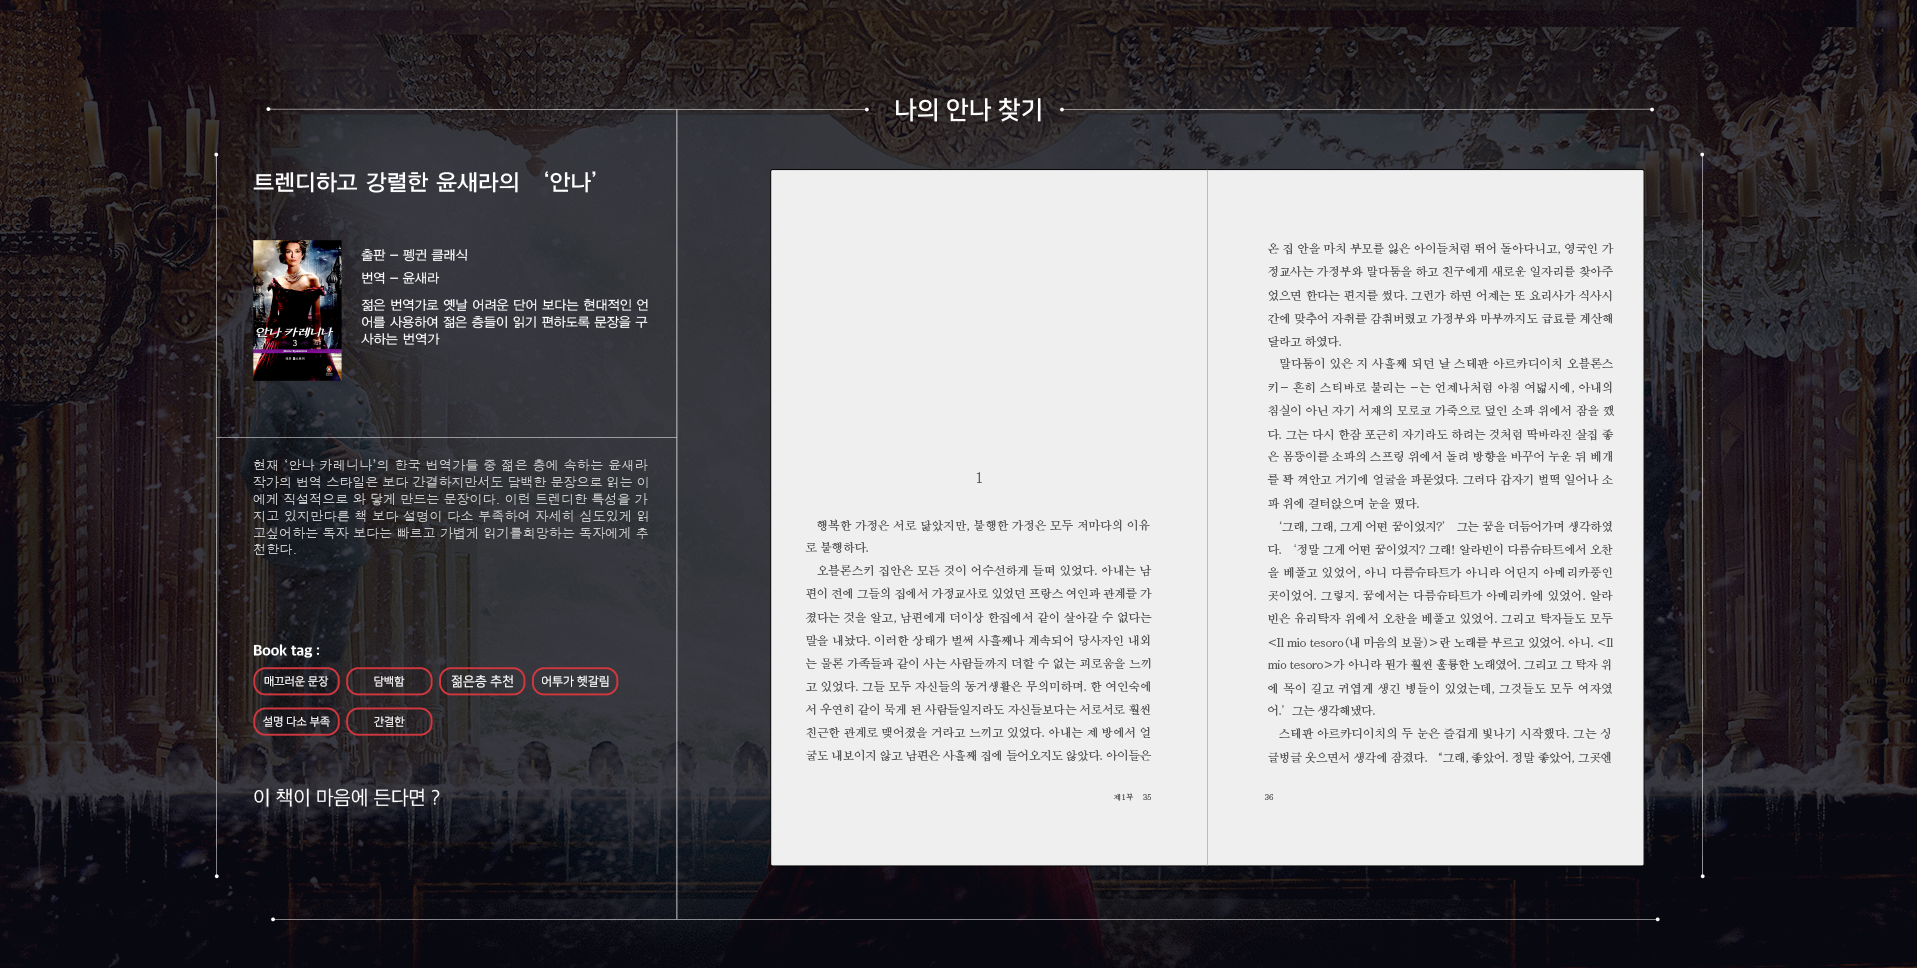 나의 안나 찾기
트렌디하고 강렬한 윤새라의 ‘안나’
안나 카레니나
3
출판 – 펭귄 클래식
번역 – 윤새라
젊은 번역가로 옛날 어려운 단어 보다는 현대적인 언
어를 사용하여 젊은 층들이 읽기 편하도록 문장을 구
사하는 번역가
현재 ‘안나 카레니나’의 한국 번역가들 중 젊은 층에 속하는 윤새라
작가의 번역 스타일은 보다 간결하지만서도 담백한 문장으로 읽는 이
에게 직설적으로 와 닿게 만드는 문장이다. 이런 트렌디한 특성을 가
지고 있지만다른 책 보다 설명이 다소 부족하여 자세히 심도있게 읽
고싶어하는 독자 보다는 빠르고 가볍게 읽기를희망하는 독자에게 추
천한다.
Book tag :
매끄러운 문장 담백함 젊은층 추천 어투가 헷갈림
설명 다소 부족 간결한
이 책이 마음에 든다면 ?
1
행복한 가정은 서로 닮았지만, 불행한 가정은 모두 저마다의 이유
로 불행하다.
오블론스키 집안은 모든 것이 어수선하게 들떠 있었다. 아내는 남
편이 전에 그들의 집에서 가정교사로 있었던 프랑스 여인과 관계를 가
졌다는 것을 알고, 남편에게 더이상 한집에서 같이 살아갈 수 없다는
말을 내놨다. 이러한 상태가 벌써 사흘째나 계속되어 당사자인 내외
는 물론 가족들과 같이 사는 사람들까지 더할 수 없는 괴로움을 느끼
고 있었다. 그들 모두 자신들의 동거생활은 무의미하며. 한 여인숙에
서 우연히 같이 묵게 된 사람들일지라도 자신들보다는 서로서로 훨씬
친근한 관계로 맺어졌을 거라고 느끼고 있었다. 아내는 제 방에서 얼
굴도 내보이지 않고 남편은 사흘째 집에 들어오지도 않았다. 아이들은
제1부 35
온 집 안을 마치 부모를 잃은 아이들처럼 뛰어 돌아다니고, 영국인 가
정교사는 가정부와 말다툼을 하고 친구에게 새로운 일자리를 찾아주
었으면 한다는 편지를 썼다. 그런가 하면 어제는 또 요리사가 식사시
간에 맞추어 자취를 감춰버렸고 가정부와 마부까지도 급료를 계산해
달라고 하였다.
말다툼이 있은 지 사흘째 되던 날 스테판 아르카디이치 오블론스
키– 흔히 스티바로 불리는 –는 언제나처럼 아침 여덟시에, 아내의
침실이 아닌 자기 서재의 모로코 가죽으로 덮인 소파 위에서 잠을 깼
다. 그는 다시 한잠 포근히 자기라도 하려는 것처럼 딱바라진 살집 좋
은 몸뚱이를 소파의 스프링 위에서 돌려 방향을 바꾸어 누운 뒤 베개
를 꽉 껴안고 거기에 얼굴을 파묻었다. 그러다 갑자기 벌떡 일어나 소
파 위에 걸터앉으며 눈을 떴다.
‘그래, 그래, 그게 어떤 꿈이었지?’ 그는 꿈을 더듬어가며 생각하였
다. ‘정말 그게 어떤 꿈이었지? 그래! 알라빈이 다름슈타트에서 오찬
을 베풀고 있었어, 아니 다름슈타트가 아니라 어딘지 아메리카풍인
곳이었어. 그렇지. 꿈에서는 다름슈타트가 아메리카에 있었어. 알라
빈은 유리탁자 위에서 오찬을 베풀고 있었어. 그리고 탁자들도 모두
<Il mio tesoro(내 마음의 보물)>란 노래를 부르고 있었어. 아니. <Il
mio tesoro>가 아니라 뭔가 훨씬 훌륭한 노래였어. 그리고 그 탁자 위
에 목이 길고 귀엽게 생긴 병들이 있었는데, 그것들도 모두 여자였
어.’ 그는 생각해냈다.
스테판 아르카디이치의 두 눈은 즐겁게 빛나기 시작했다. 그는 싱
글벙글 웃으면서 생각에 잠겼다. “그래, 좋았어. 정말 좋았어, 그곳엔
36